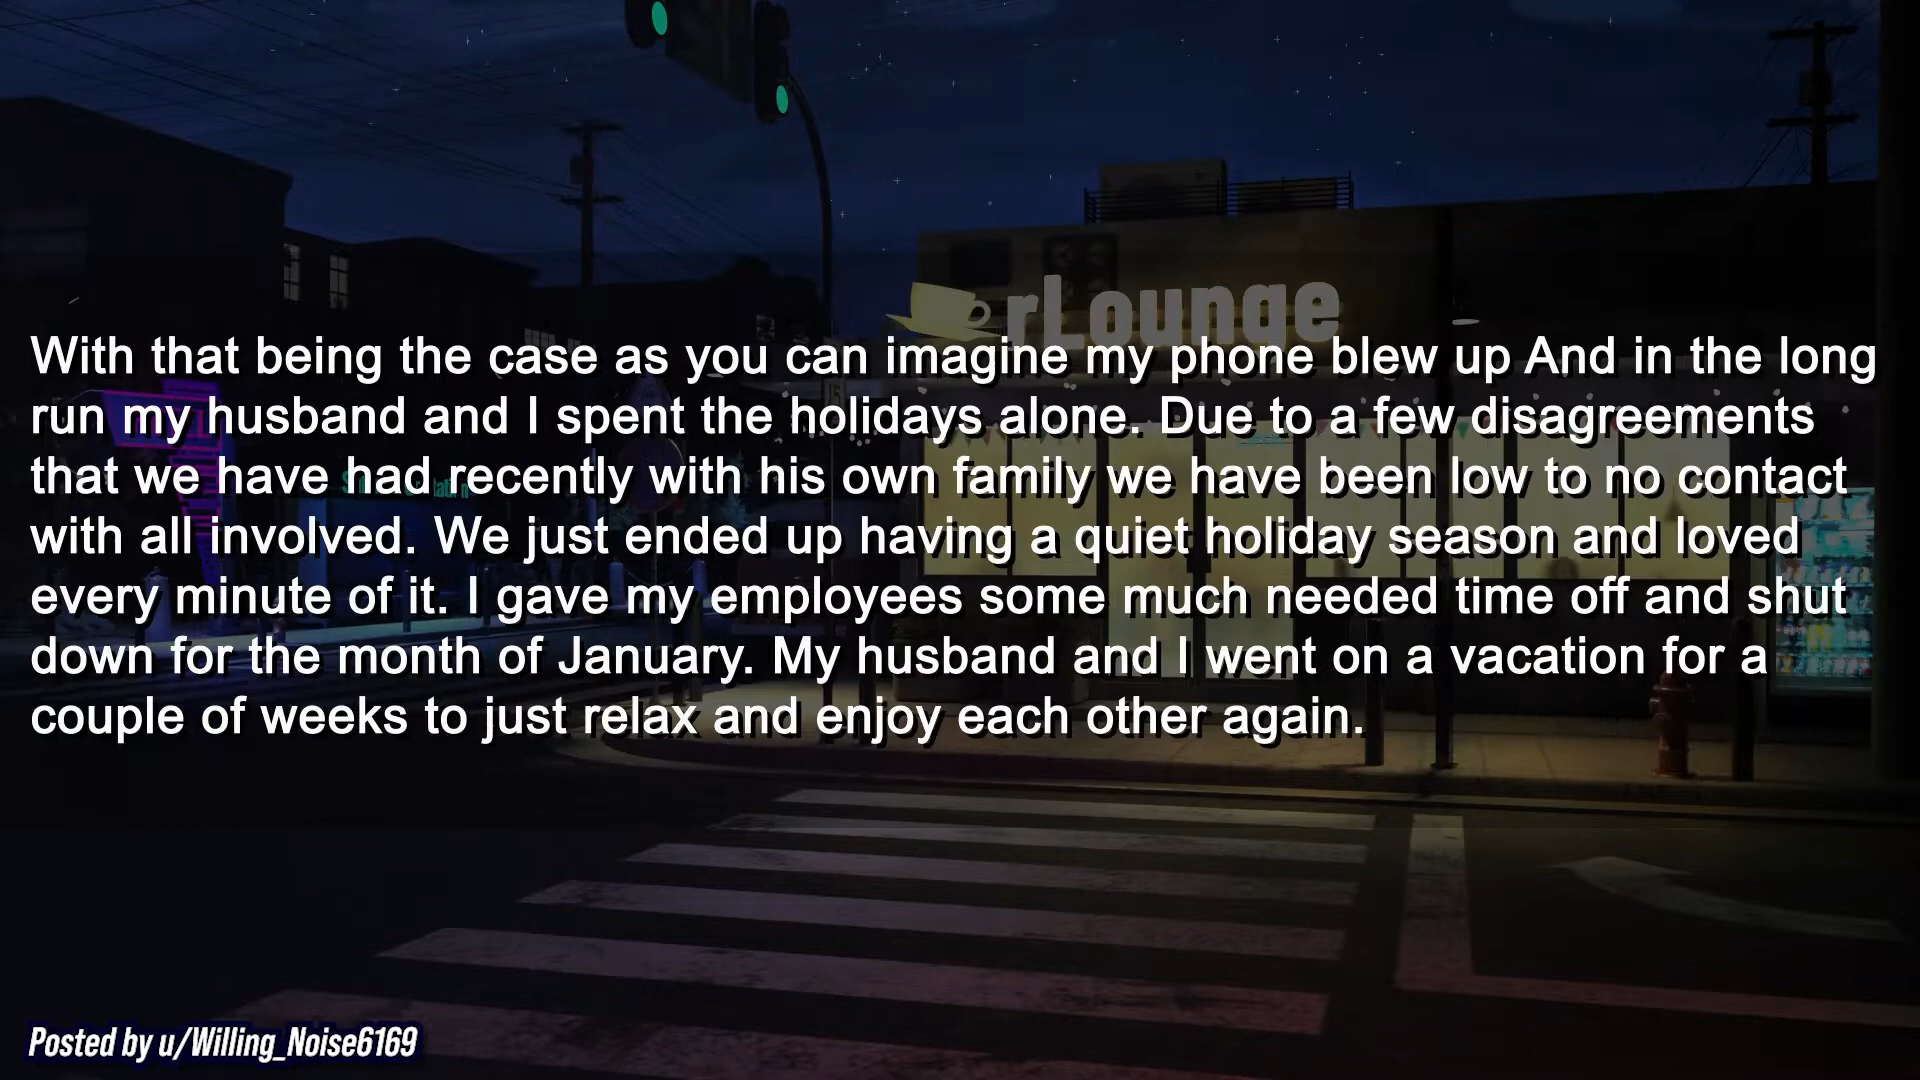 rLounge
With that being the case as you can imagine my phone blew up And in the long
run my husband and I spent the holidays alone. Due to a few disagreements
that we have had recently with his own family we have been low to no contact
with all involved. We just ended up having a quiet holiday season and loved
every minute of it. I gave my employees some much needed time off and shut
down for the month of January. My husband and I went on a vacation for a
couple of weeks to just relax and enjoy each other again.
Posted by u/Willing_Noise6169